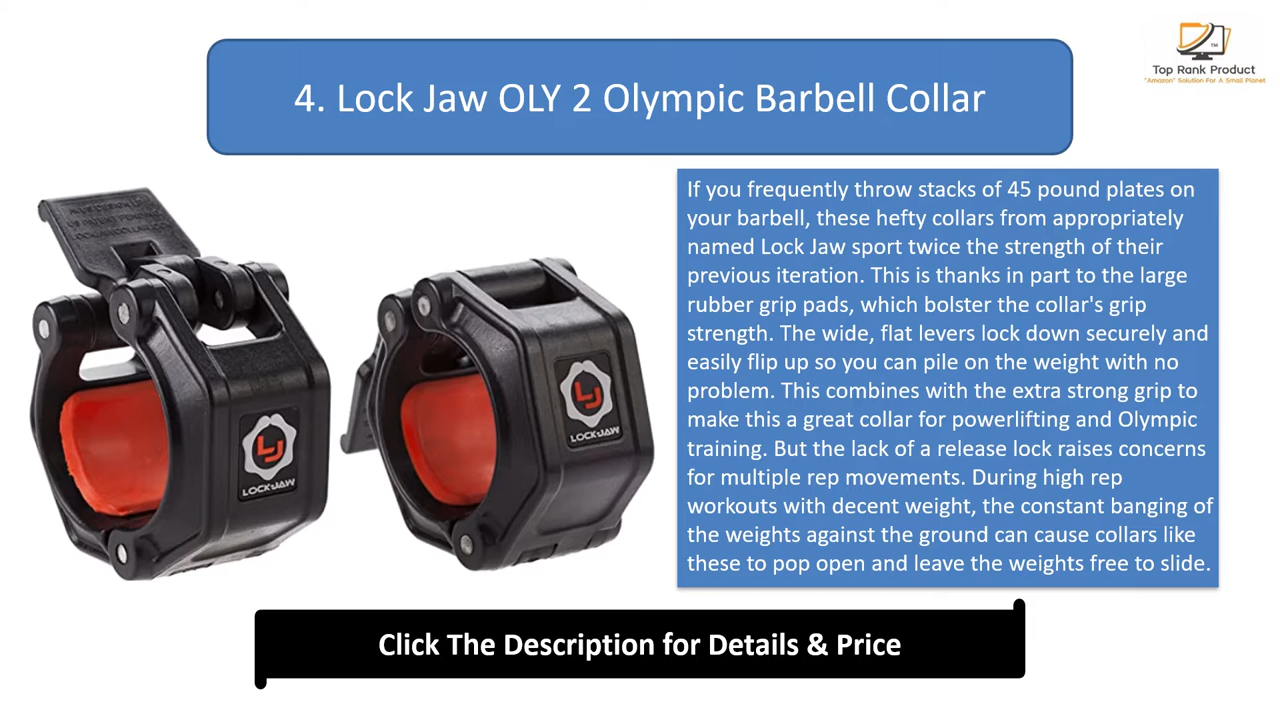 Top Rank Product
"Amazon" Solution For A Small Planet
4. Lock Jaw OLY 2 Olympic Barbell Collar
If you frequently throw stacks of 45 pound plates on
your barbell, these hefty collars from appropriately
named Lock Jaw sport twice the strength of their
previous iteration. This is thanks in part to the large
rubber grip pads, which bolster the collar's grip
strength. The wide, flat levers lock down securely and
easily flip up so you can pile on the weight with no
problem. This combines with the extra strong grip to
make this a great collar for powerlifting and Olympic
training. But the lack of a release lock raises concerns
for multiple rep movements. During high rep
workouts with decent weight, the constant banging of
the weights against the ground can cause collars like
these to pop open and leave the weights free to slide.
LJ
LOCKJAW
LJ
LOCKJAW
Click The Description for Details & Price